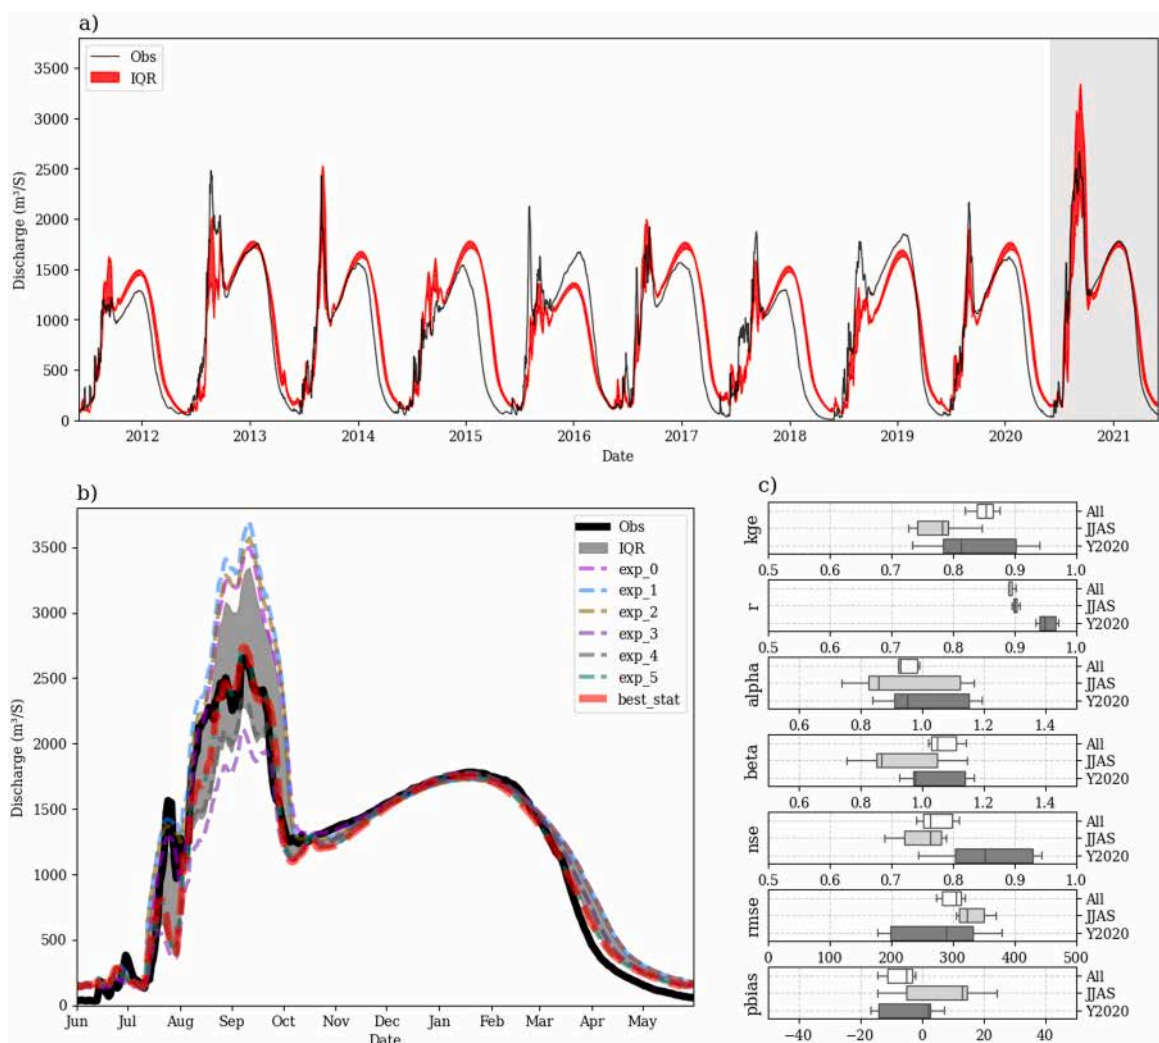 a)
Obs
IQR
Discharge (m³/S)
3500
3000
2500
2000
1500
1000
500
0
2012 2013 2014 2015 2016 2017 2018 2019 2020 2021
Date
b)
Obs
IQR
exp_0
exp_1
exp_2
exp_3
exp_4
exp_5
best_stat
Discharge (m³/S)
3500
3000
2500
2000
1500
1000
500
0
Jun Jul Aug Sep Oct Nov Dec Jan Feb Mar Apr May
Date
c)
kge
All
JJAS
Y2020
0.5 0.6 0.7 0.8 0.9 1.0
r
All
JJAS
Y2020
0.5 0.6 0.7 0.8 0.9 1.0
alpha
All
JJAS
Y2020
0.6 0.8 1.0 1.2 1.4
beta
All
JJAS
Y2020
0.6 0.8 1.0 1.2 1.4
nse
All
JJAS
Y2020
0.5 0.6 0.7 0.8 0.9 1.0
rmse
All
JJAS
Y2020
0 100 200 300 400 500
pbias
All
JJAS
Y2020
−40 −20 0 20 40